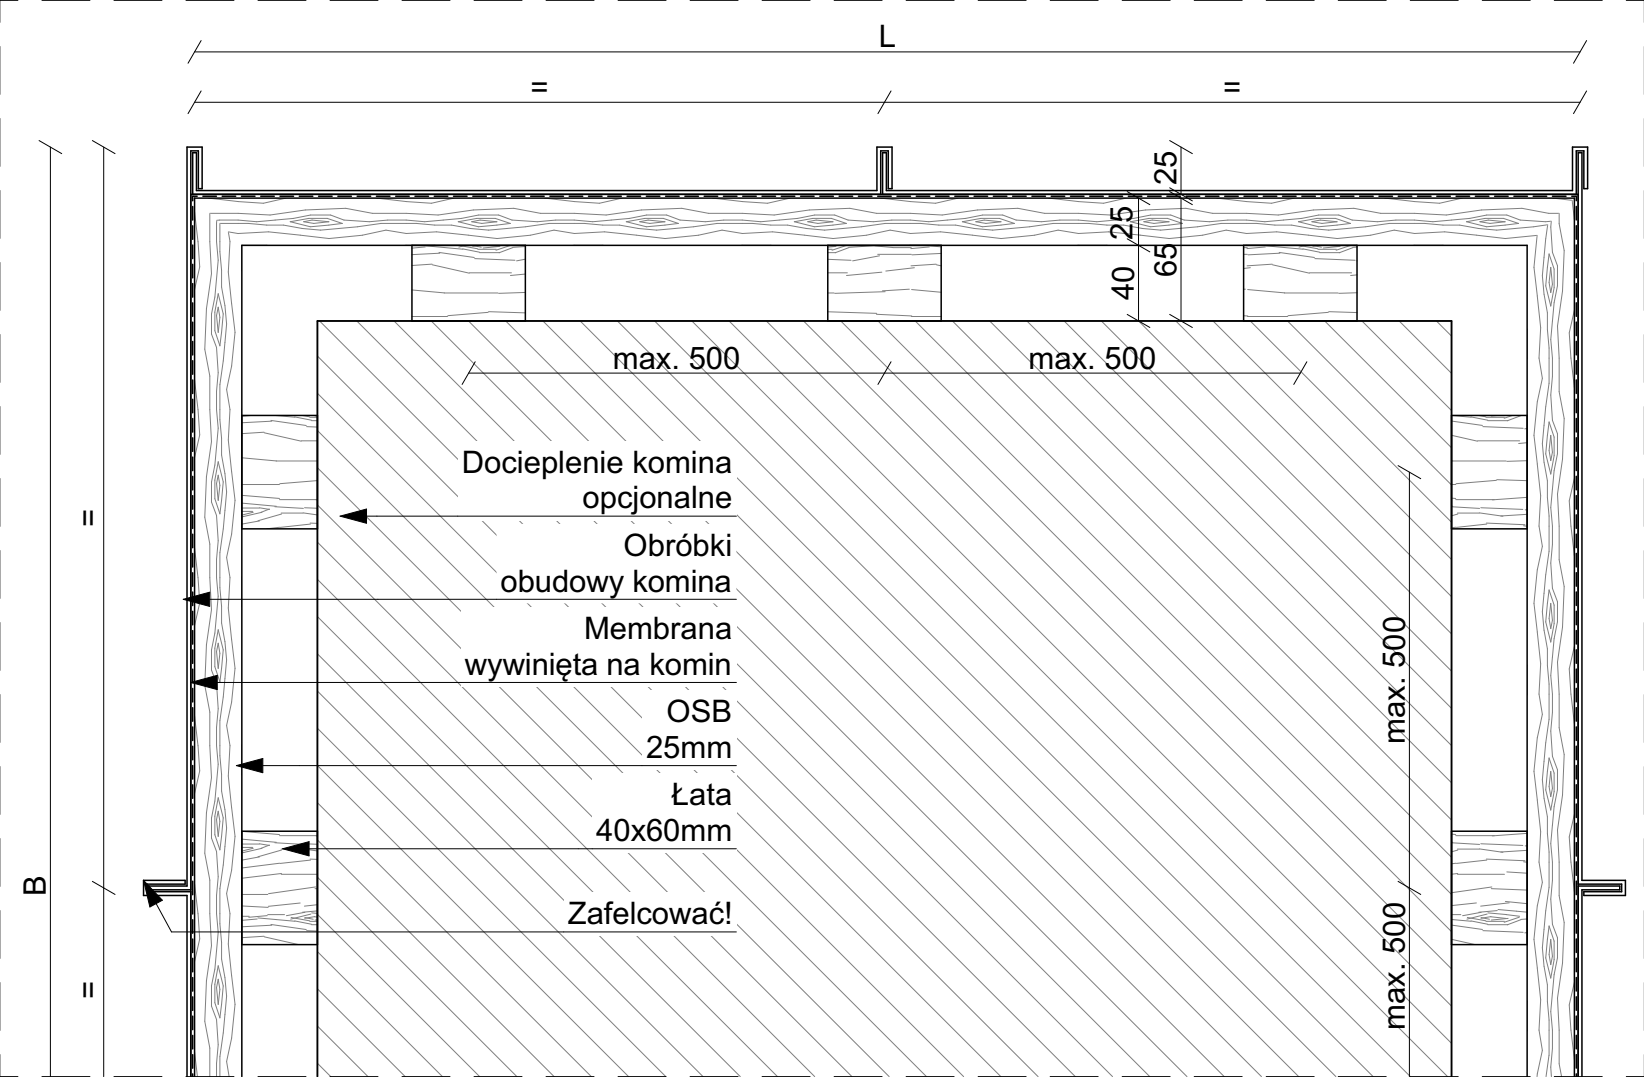 L
=
=
25
25
65
40
max. 500
max. 500
Docieplenie komina
opcjonalne
=
Obróbki
obudowy komina
Membrana
wywinięta na komin
max. 500
OSB
25mm
Łata
40x60mm
B
Zafelcować!
max. 500
=